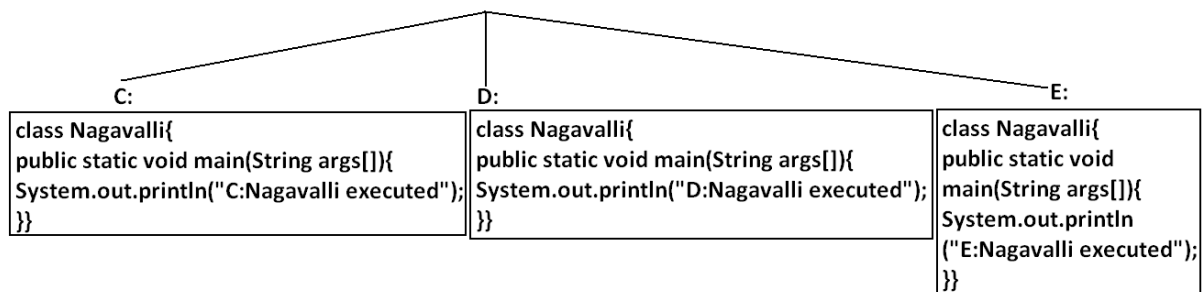 C:
class Nagavalli{
public static void main(String args[]){
System.out.println("C:Nagavalli executed");
}}
D:
class Nagavalli{
public static void main(String args[]){
System.out.println("D:Nagavalli executed");
}}
E:
class Nagavalli{
public static void
main(String args[]){
System.out.println
("E:Nagavalli executed");
}}